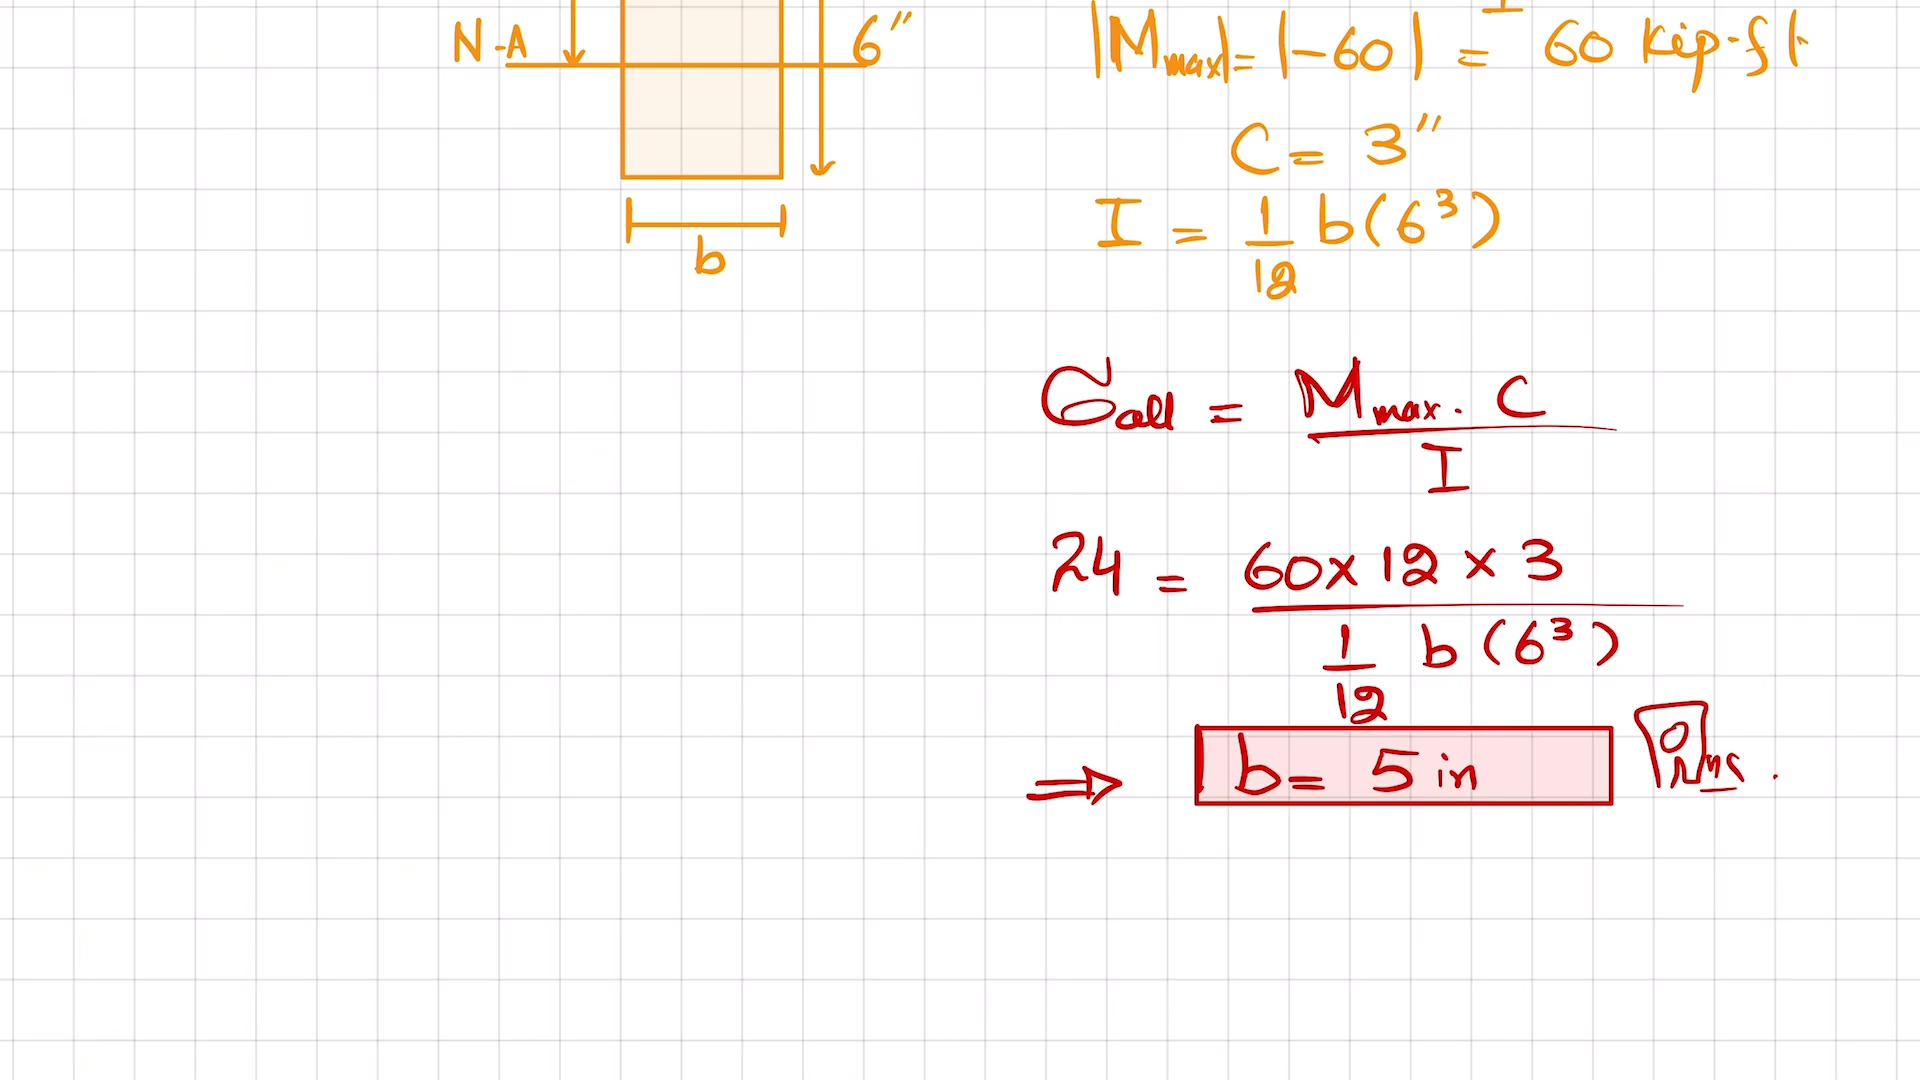 N-A
6"
b
|Mmax| = |-60| = 60 kip-ft
C = 3"
I = 1/12 b(6³)
σall = Mmax. C / I
24 = 60 x 12 x 3 / 1/12 b (6³)
⇒ b = 5 in Ans.